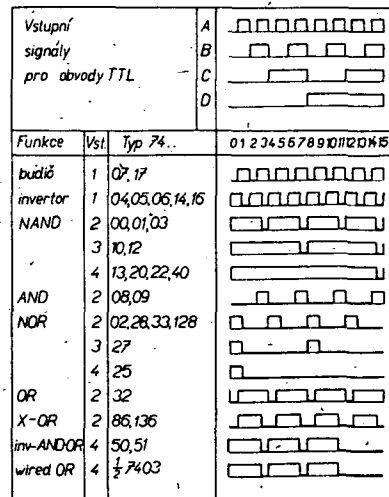 Vstupní A
signály B
pro obvody TTL C
D
Funkce Vst. Typ 74.. 0 1 2 3 4 5 6 7 8 9 10 11 12 13 14 15
budič 1 07, 17
invertor 1 04,05,06,14,16
NAND 2 00,01,03
3 10,12
4 13,20,22,40
AND 2 08,09
NOR 2 02,28,33,128
3 27
4 25
OR 2 32
X-OR 2 86,136
inv-AND-OR 4 50,51
wired OR 4 ½ 7403